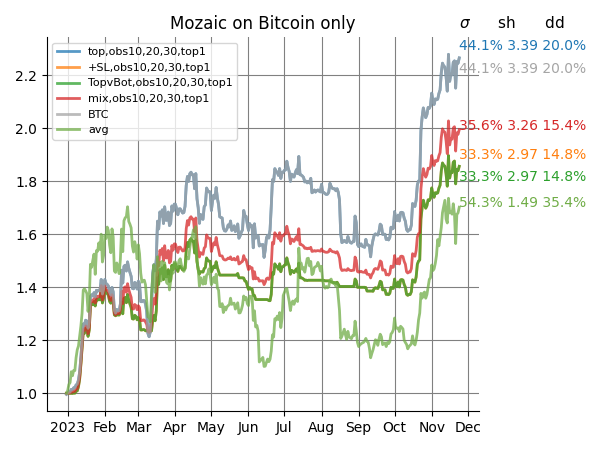 Mozaic on Bitcoin only
σ sh dd
top,obs10,20,30,top1
+SL,obs10,20,30,top1
TopvBot,obs10,20,30,top1
mix,obs10,20,30,top1
BTC
avg
44.1% 3.39 20.0%
44.1% 3.39 20.0%
35.6% 3.26 15.4%
33.3% 2.97 14.8%
33.3% 2.97 14.8%
54.3% 1.49 35.4%
2.2
2.0
1.8
1.6
1.4
1.2
1.0
2023 Feb Mar Apr May Jun Jul Aug Sep Oct Nov Dec